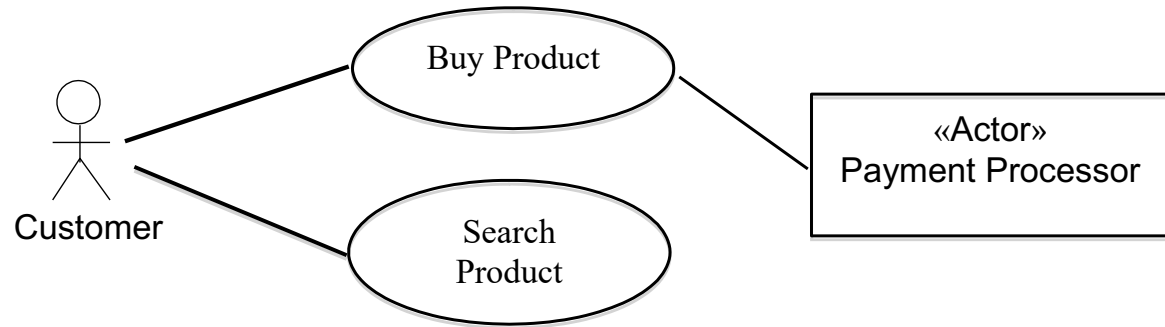 Buy Product
«Actor»
Payment Processor
Customer
Search
Product